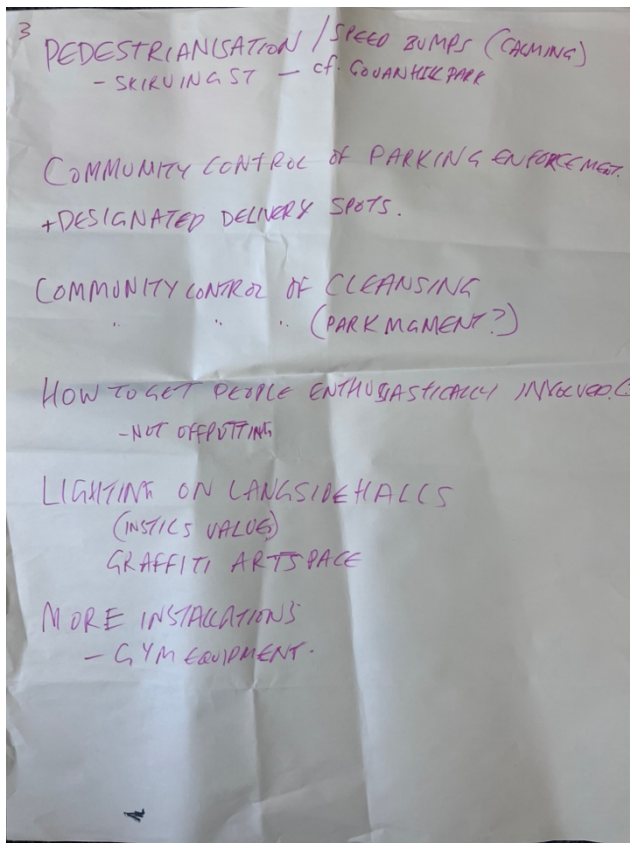 3
PEDESTRIANISATION / SPEED BUMPS (CALMING)
- SKIRVING ST - cf. GOVANHILL PARK
COMMUNITY CONTROL OF PARKING ENFORCEMENT.
+ DESIGNATED DELIVERY SPOTS.
COMMUNITY CONTROL OF CLEANSING
" " " (PARK MGMENT?)
HOW TO GET PEOPLE ENTHUSIASTICALLY INVOLVED.
- NOT OFFPUTTING
LIGHTING ON LANGSIDE HALLS
(INSTILS VALUE)
GRAFFITI ARTSPACE
MORE INSTALLATIONS
- GYM EQUIPMENT.